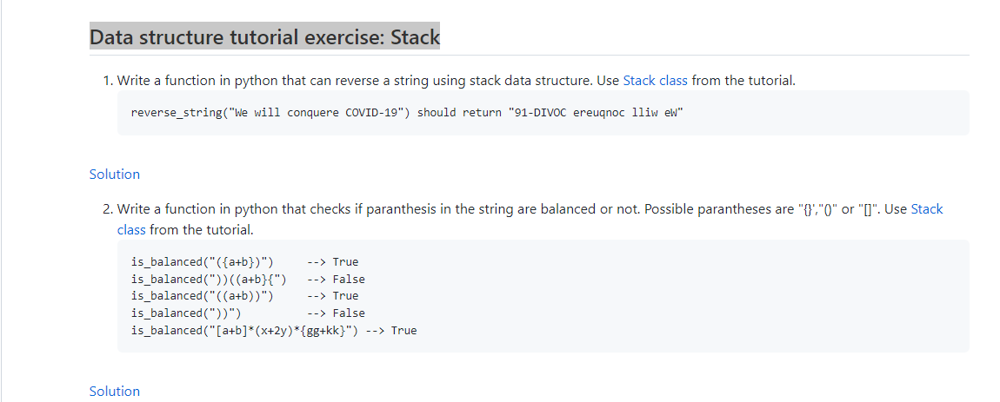 Data structure tutorial exercise: Stack
1. Write a function in python that can reverse a string using stack data structure. Use Stack class from the tutorial.
reverse_string("We will conquere COVID-19") should return "91-DIVOC ereuqnoc lliw eW"
Solution
2. Write a function in python that checks if paranthesis in the string are balanced or not. Possible parantheses are "{}',"()" or "[]". Use Stack
class from the tutorial.
is_balanced("({a+b})")     --> True
is_balanced("))((a+b}{")   --> False
is_balanced("((a+b))")     --> True
is_balanced("))")          --> False
is_balanced("[a+b]*(x+2y)*{gg+kk}") --> True
Solution